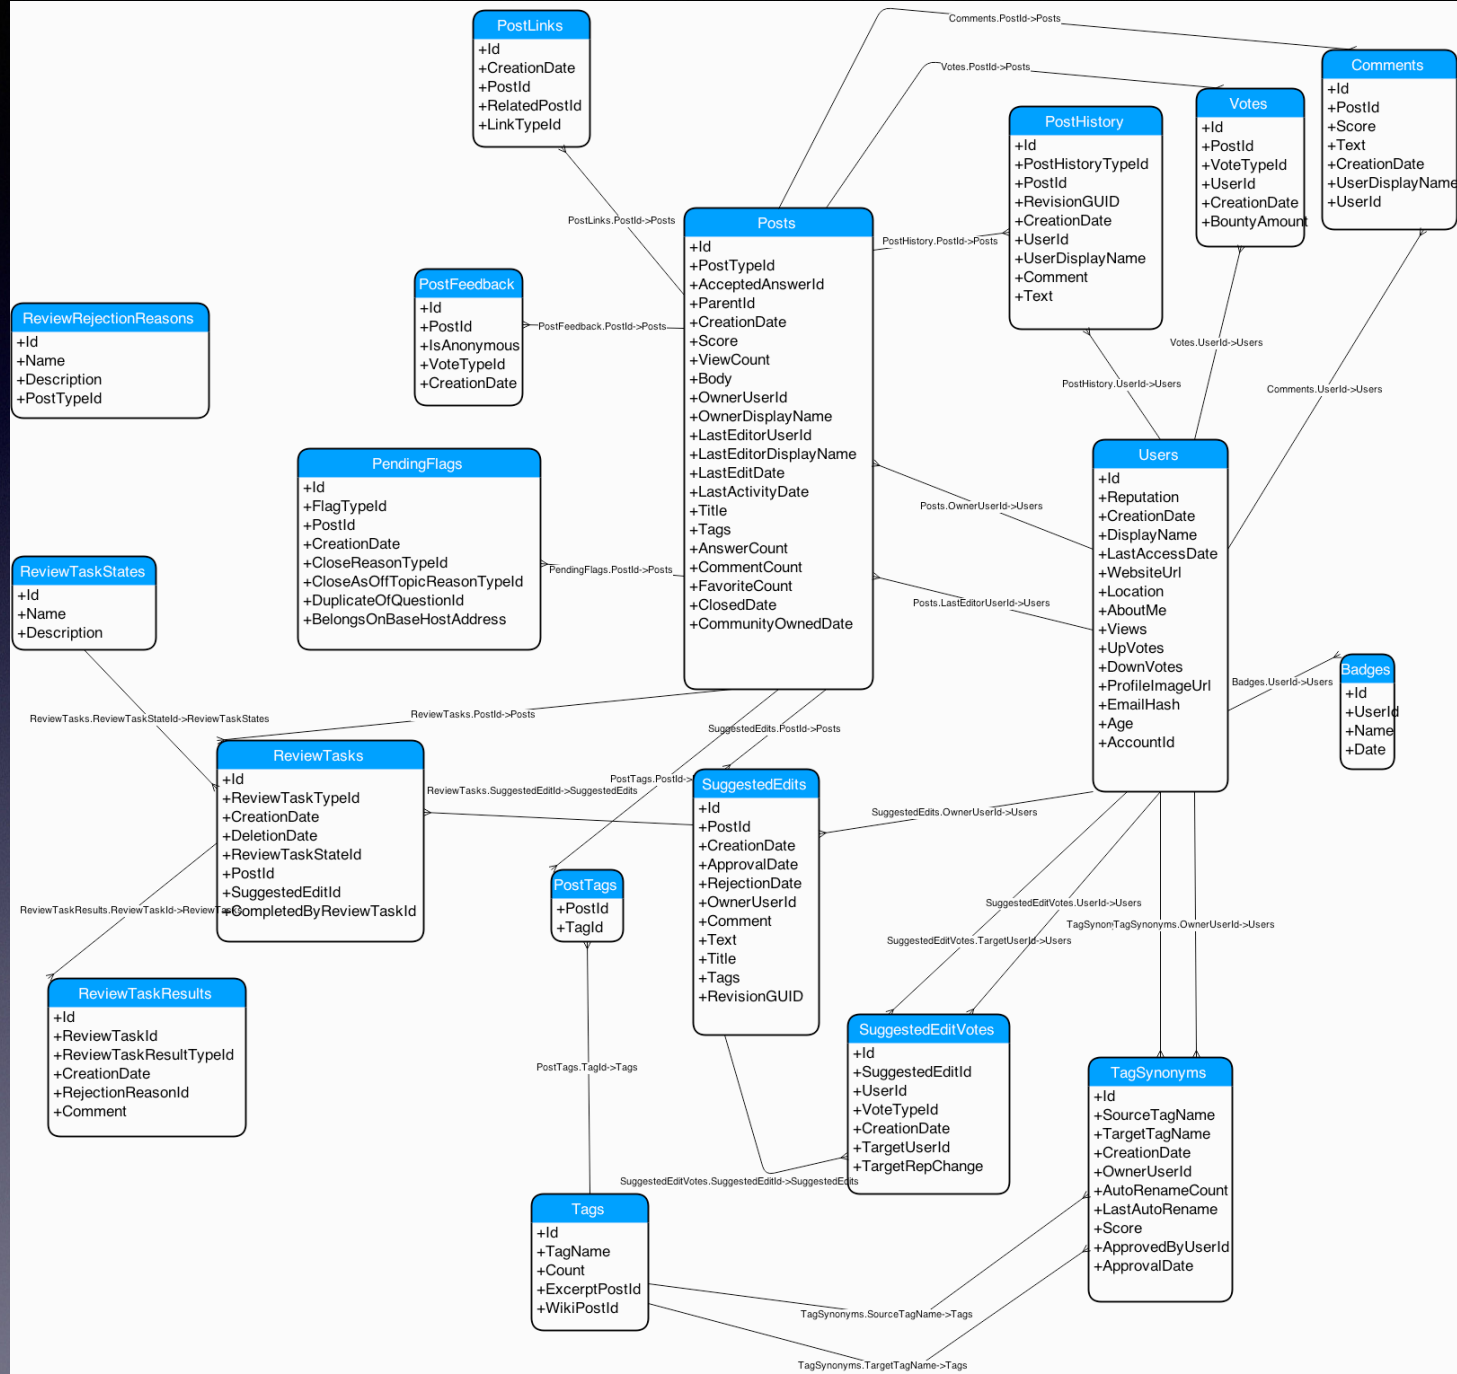 PostLinks
+Id
+CreationDate
+PostId
+RelatedPostId
+LinkTypeId
Comments.PostId->Posts
Votes.PostId->Posts
Comments
+Id
+PostId
+Score
+Text
+CreationDate
+UserDisplayName
+UserId
Votes
+Id
+PostId
+VoteTypeId
+UserId
+CreationDate
+BountyAmount
PostHistory
+Id
+PostHistoryTypeId
+PostId
+RevisionGUID
+CreationDate
+UserId
+UserDisplayName
+Comment
+Text
PostLinks.PostId->Posts
PostHistory.PostId->Posts
Posts
+Id
+PostTypeId
+AcceptedAnswerId
+ParentId
+CreationDate
+Score
+ViewCount
+Body
+OwnerUserId
+OwnerDisplayName
+LastEditorUserId
+LastEditorDisplayName
+LastEditDate
+LastActivityDate
+Title
+Tags
+AnswerCount
+CommentCount
+FavoriteCount
+ClosedDate
+CommunityOwnedDate
PostFeedback
+Id
+PostId
+IsAnonymous
+VoteTypeId
+CreationDate
PostFeedback.PostId->Posts
ReviewRejectionReasons
+Id
+Name
+Description
+PostTypeId
Votes.UserId->Users
PostHistory.UserId->Users
Comments.UserId->Users
PendingFlags
+Id
+FlagTypeId
+PostId
+CreationDate
+CloseReasonTypeId
+CloseAsOffTopicReasonTypeId
+DuplicateOfQuestionId
+BelongsOnBaseHostAddress
PendingFlags.PostId->Posts
Users
+Id
+Reputation
+CreationDate
+DisplayName
+LastAccessDate
+WebsiteUrl
+Location
+AboutMe
+Views
+UpVotes
+DownVotes
+ProfileImageUrl
+EmailHash
+Age
+AccountId
Posts.OwnerUserId->Users
Posts.LastEditorUserId->Users
ReviewTaskStates
+Id
+Name
+Description
Badges.UserId->Users
Badges
+Id
+UserId
+Name
+Date
ReviewTasks.ReviewTaskStateId->ReviewTaskStates
ReviewTasks.PostId->Posts
SuggestedEdits.PostId->Posts
ReviewTasks
+Id
+ReviewTaskTypeId
+CreationDate
+DeletionDate
+ReviewTaskStateId
+PostId
+SuggestedEditId
+CompletedByReviewTaskId
PostTags.PostId->
ReviewTasks.SuggestedEditId->SuggestedEdits
SuggestedEdits
+Id
+PostId
+CreationDate
+ApprovalDate
+RejectionDate
+OwnerUserId
+Comment
+Text
+Title
+Tags
+RevisionGUID
SuggestedEdits.OwnerUserId->Users
PostTags
+PostId
+TagId
ReviewTaskResults.ReviewTaskId->ReviewTasks
SuggestedEditVotes.UserId->Users
SuggestedEditVotes.TargetUserId->Users
TagSynonyms.OwnerUserId->Users
ReviewTaskResults
+Id
+ReviewTaskId
+ReviewTaskResultTypeId
+CreationDate
+RejectionReasonId
+Comment
SuggestedEditVotes
+Id
+SuggestedEditId
+UserId
+VoteTypeId
+CreationDate
+TargetUserId
+TargetRepChange
PostTags.TagId->Tags
SuggestedEditVotes.SuggestedEditId->SuggestedEdits
TagSynonyms
+Id
+SourceTagName
+TargetTagName
+CreationDate
+OwnerUserId
+AutoRenameCount
+LastAutoRename
+Score
+ApprovedByUserId
+ApprovalDate
Tags
+Id
+TagName
+Count
+ExcerptPostId
+WikiPostId
TagSynonyms.SourceTagName->Tags
TagSynonyms.TargetTagName->Tags